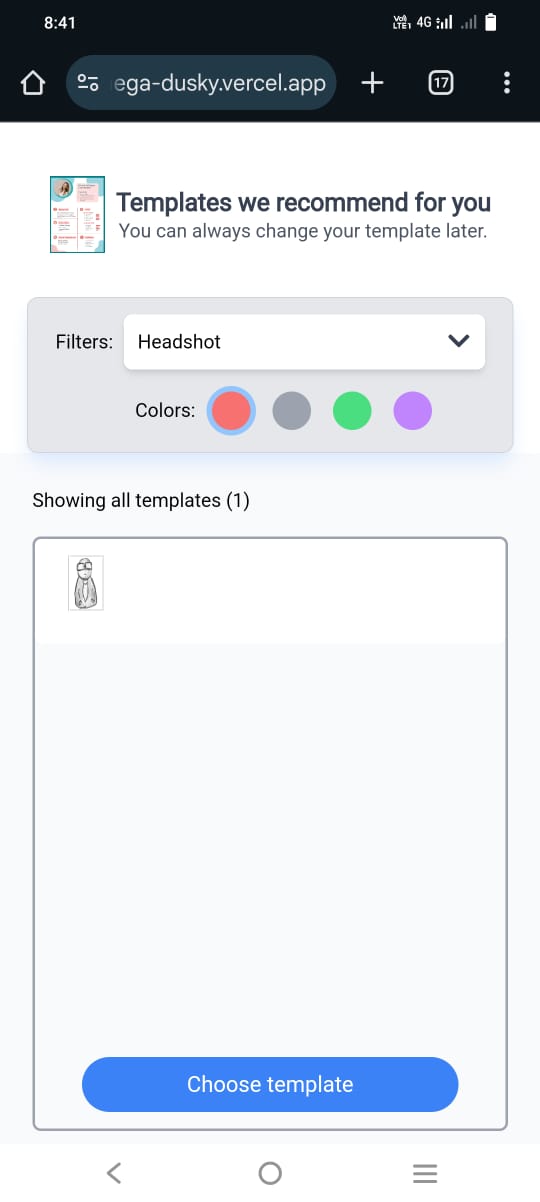 8:41
Vo) LTE1 4G
ega-dusky.vercel.app
17
Templates we recommend for you
You can always change your template later.
Filters: Headshot
Colors:
Showing all templates (1)
Choose template